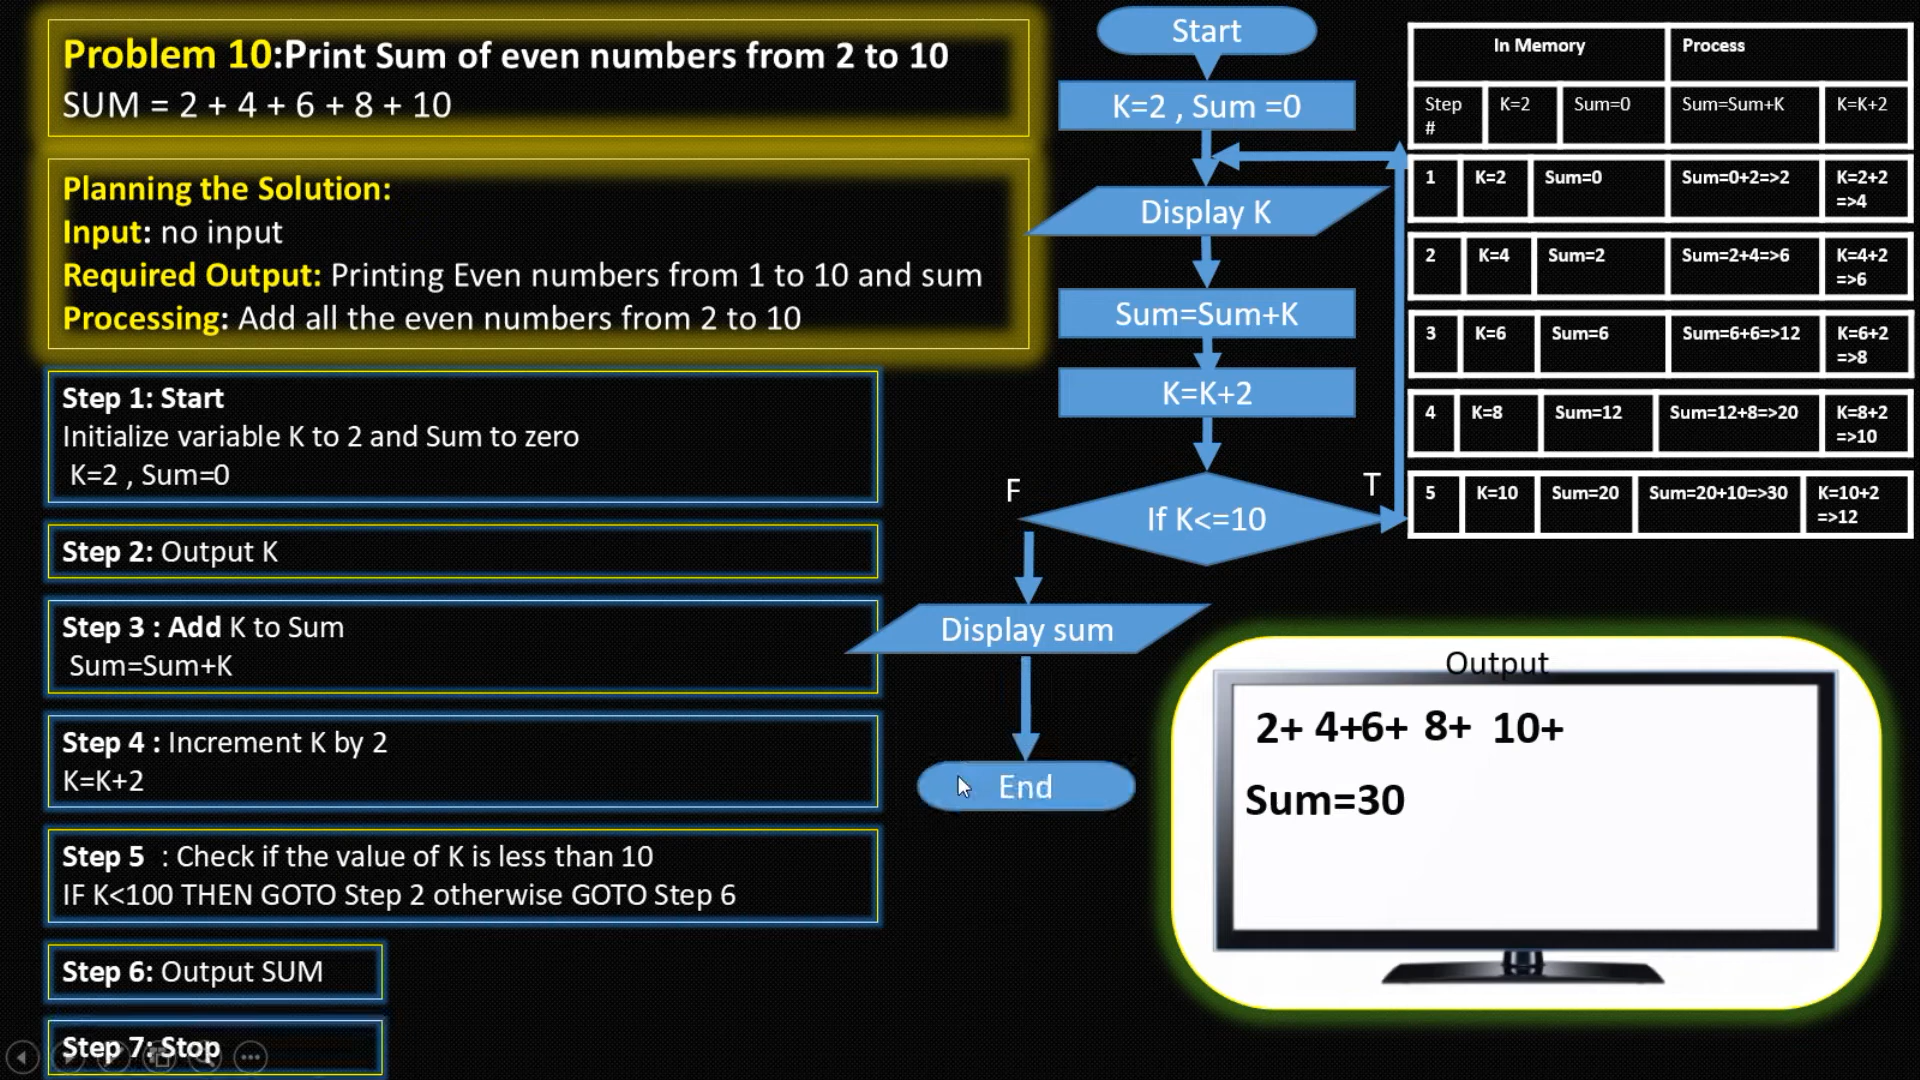 Problem 10:Print Sum of even numbers from 2 to 10
SUM = 2 + 4 + 6 + 8 + 10
Planning the Solution:
Input: no input
Required Output: Printing Even numbers from 1 to 10 and sum
Processing: Add all the even numbers from 2 to 10
Step 1: Start
Initialize variable K to 2 and Sum to zero
K=2 , Sum=0
Step 2: Output K
Step 3 : Add K to Sum
Sum=Sum+K
Step 4 : Increment K by 2
K=K+2
Step 5 : Check if the value of K is less than 10
IF K<100 THEN GOTO Step 2 otherwise GOTO Step 6
Step 6: Output SUM
Step 7: Stop
Start
K=2 , Sum =0
Display K
Sum=Sum+K
K=K+2
F
T
If K<=10
Display sum
End
In Memory Process
Step K=2 Sum=0 Sum=Sum+K K=K+2
#
1 K=2 Sum=0 Sum=0+2=>2 K=2+2
=>4
2 K=4 Sum=2 Sum=2+4=>6 K=4+2
=>6
3 K=6 Sum=6 Sum=6+6=>12 K=6+2
=>8
4 K=8 Sum=12 Sum=12+8=>20 K=8+2
=>10
5 K=10 Sum=20 Sum=20+10=>30 K=10+2
=>12
Output
2+ 4+6+ 8+ 10+
Sum=30